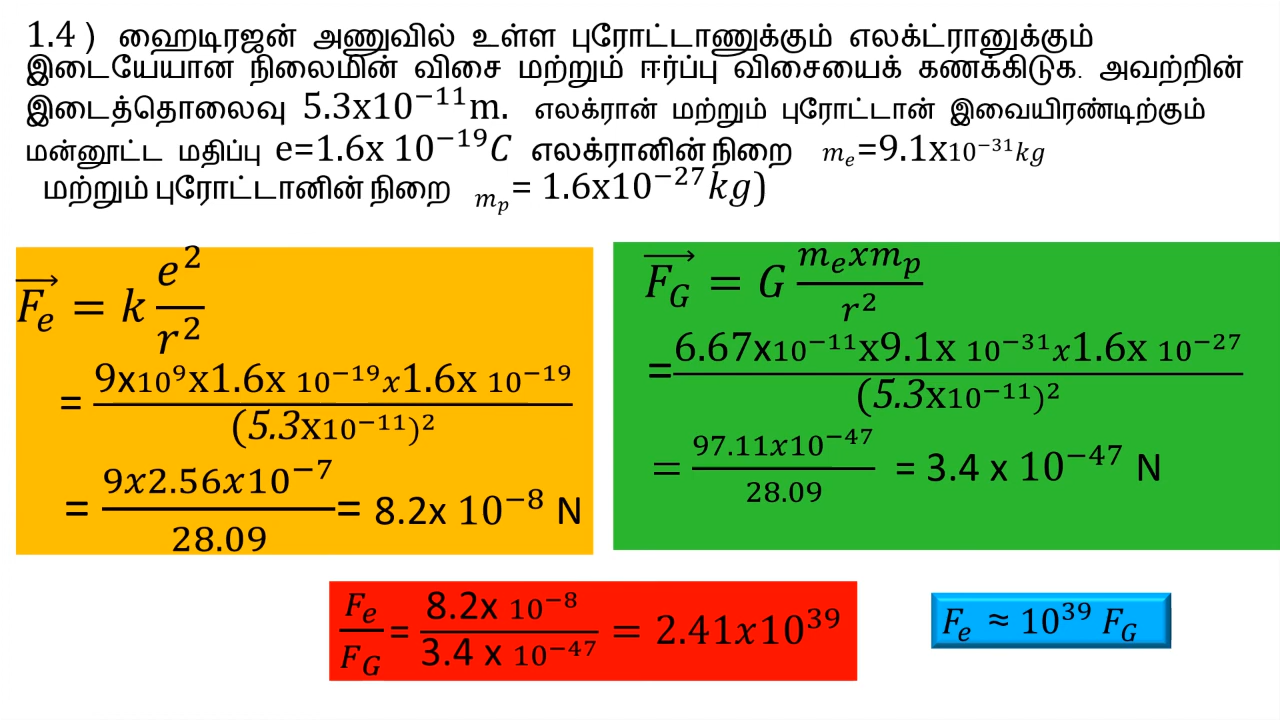 1.4 ) ஹைடிரஜன் அணுவில் உள்ள புரோட்டாணுக்கும் எலக்ட்ரானுக்கும்
இடையேயான நிலைமின் விசை மற்றும் ஈர்ப்பு விசையைக் கணக்கிடுக. அவற்றின்
இடைத்தொலைவு 5.3x10⁻¹¹m. எலக்ரான் மற்றும் புரோட்டான் இவையிரண்டிற்கும்
மன்னூட்ட மதிப்பு e=1.6x 10⁻¹⁹C எலக்ரானின் நிறை mₑ=9.1x10⁻³¹kg
மற்றும் புரோட்டானின் நிறை mₚ= 1.6x10⁻²⁷kg)
F⃗ₑ = k e²/r²
= 9x10⁹x1.6x 10⁻¹⁹x1.6x 10⁻¹⁹/(5.3x10⁻¹¹)²
= 9x2.56x10⁻⁷/28.09 = 8.2x 10⁻⁸ N
F⃗_G = G mₑxmₚ/r²
= 6.67x10⁻¹¹x9.1x 10⁻³¹x1.6x 10⁻²⁷/(5.3x10⁻¹¹)²
= 97.11x10⁻⁴⁷/28.09 = 3.4 x 10⁻⁴⁷ N
Fₑ/F_G = 8.2x 10⁻⁸/3.4 x 10⁻⁴⁷ = 2.41x10³⁹
Fₑ ≈ 10³⁹ F_G